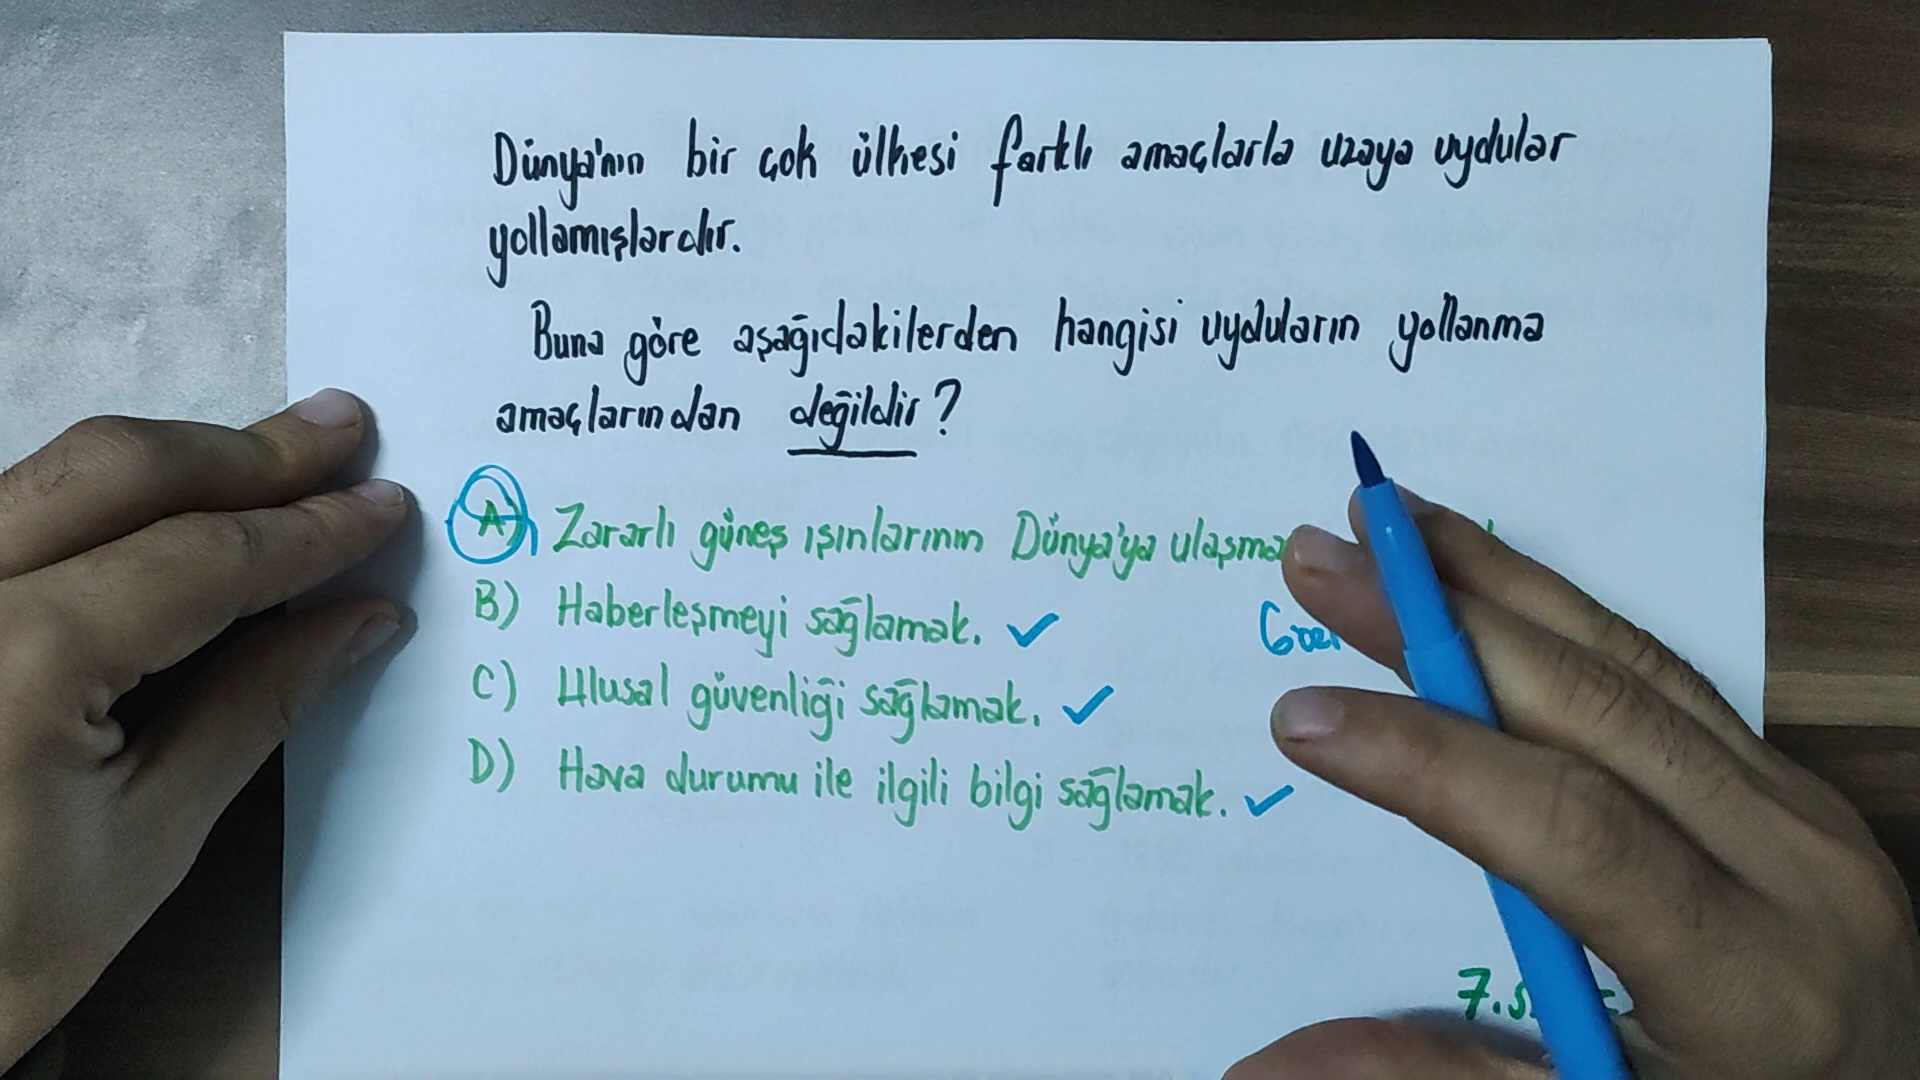 Dünya'nın bir çok ülkesi farklı amaçlarla uzaya uydular
yollamışlardır.
Buna göre aşağıdakilerden hangisi uyduların yollanma
amaçlarından değildir?
A) Zararlı güneş ışınlarının Dünya'ya
B) Haberleşmeyi sağlamak. ✓
C) Ulusal güvenliği sağlamak. ✓
D) Hava durumu ile ilgili bilgi sağlamak. ✓